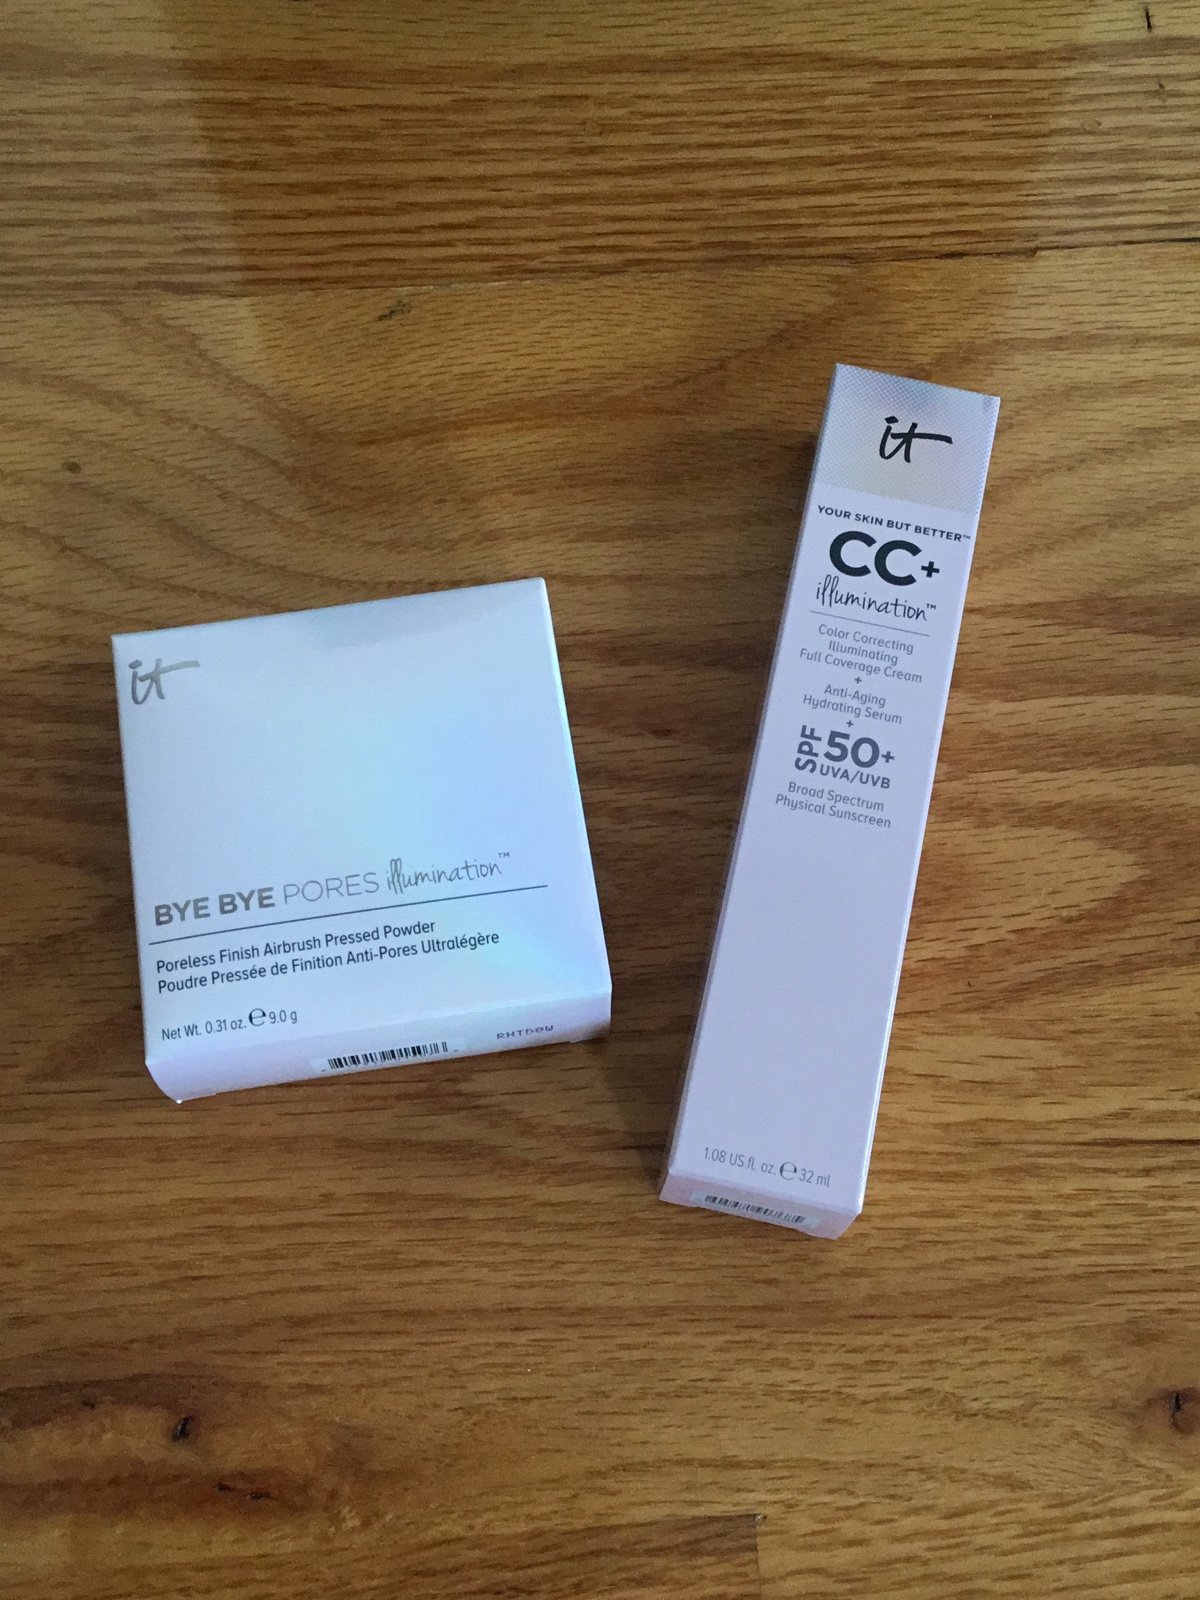 it
BYE BYE PORES illumination™
Poreless Finish Airbrush Pressed Powder
Poudre Pressée de Finition Anti-Pores Ultralégère
Net Wt. 0.31 oz. ℮ 9.0 g
it
YOUR SKIN BUT BETTER™
CC+
illumination™
Color Correcting
Illuminating
Full Coverage Cream
+
Anti-Aging
Hydrating Serum
+
SPF 50+
UVA/UVB
Broad Spectrum
Physical Sunscreen
1.08 US fl. oz. ℮ 32 ml